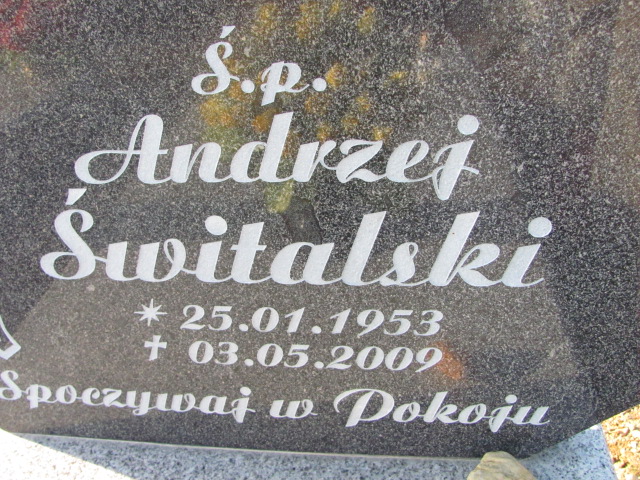 Ś.p.
Andrzej
Świtalski
* 25.01.1953
✝ 03.05.2009
Spoczywaj w Pokoju